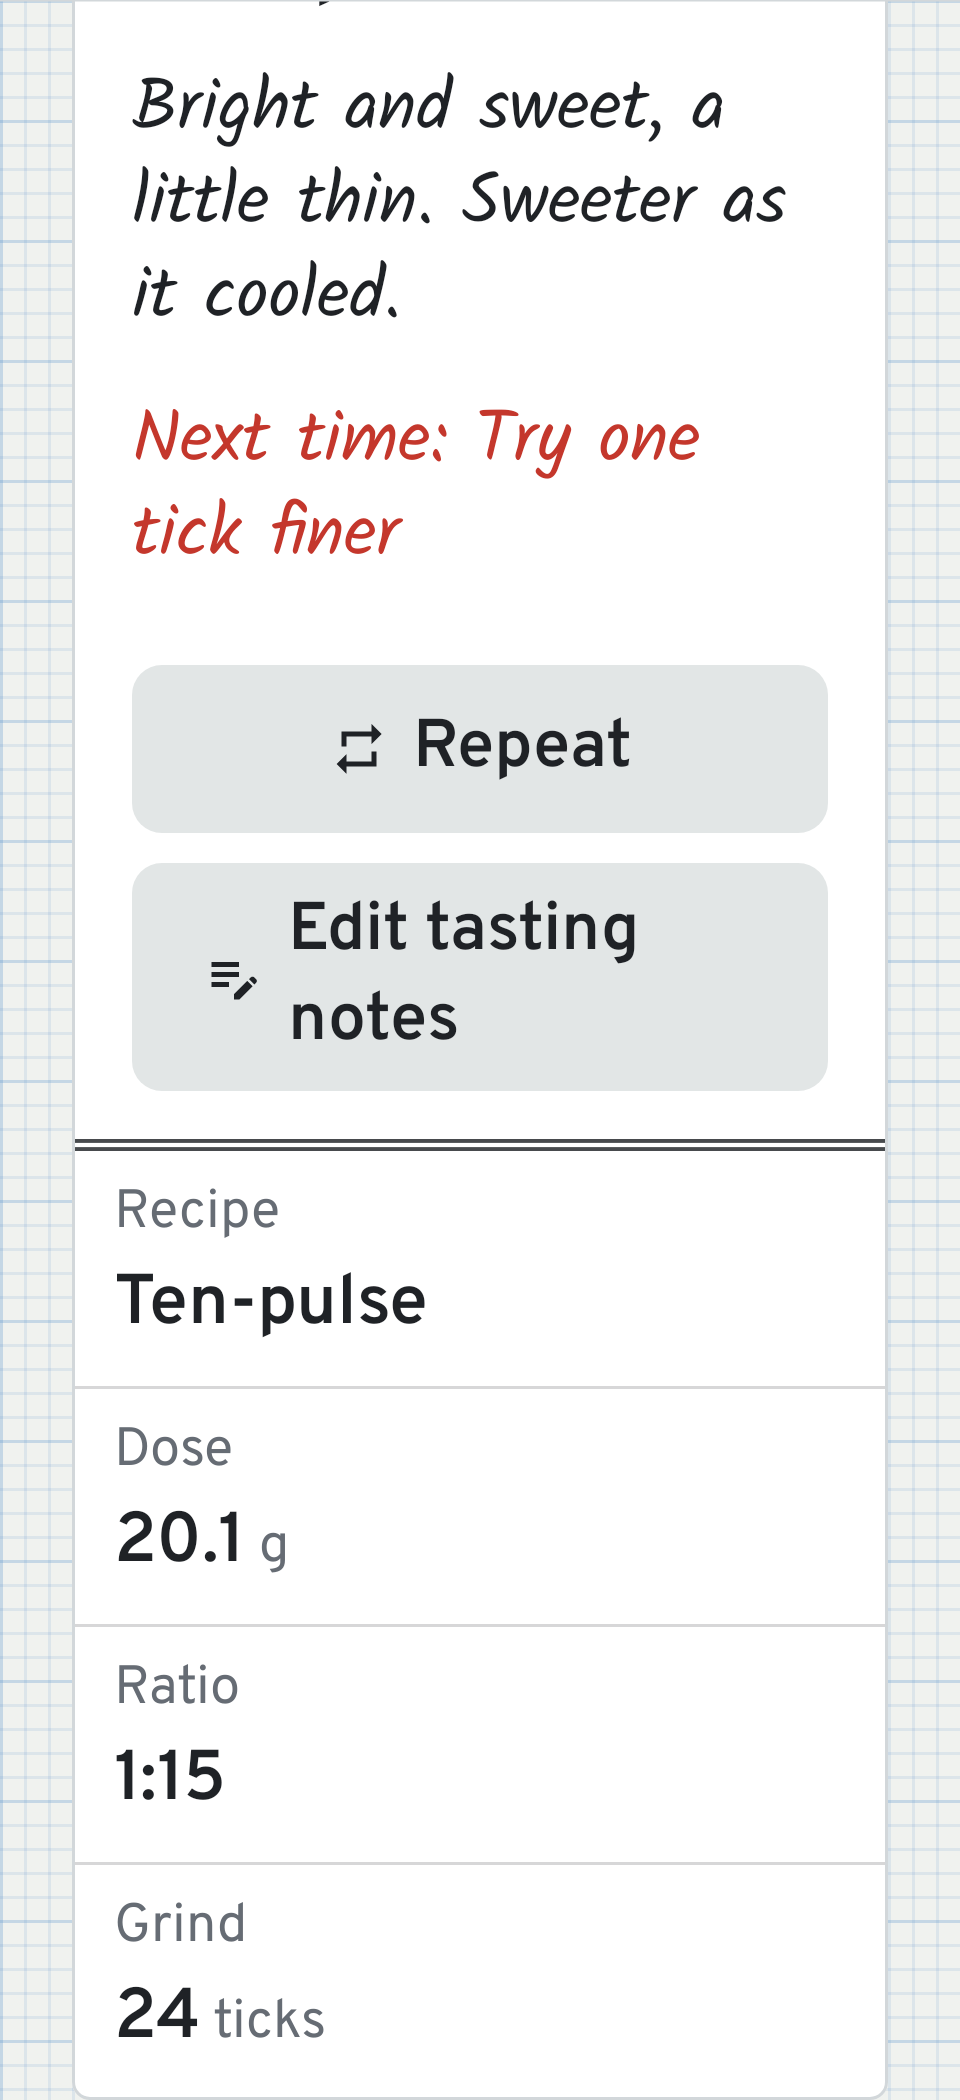 Bright and sweet, a
little thin. Sweeter as
it cooled.
Next time: Try one
tick finer
Repeat
Edit tasting
notes
Recipe
Ten-pulse
Dose
20.1 g
Ratio
1:15
Grind
24 ticks